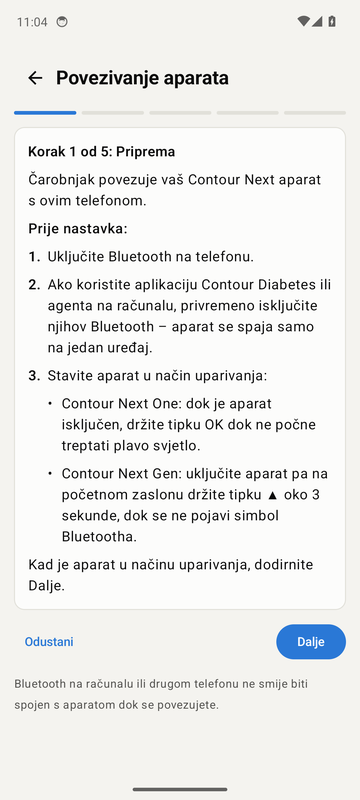 11:04
Povezivanje aparata
Korak 1 od 5: Priprema
Čarobnjak povezuje vaš Contour Next aparat
s ovim telefonom.
Prije nastavka:
1. Uključite Bluetooth na telefonu.
2. Ako koristite aplikaciju Contour Diabetes ili
agenta na računalu, privremeno isključite
njihov Bluetooth – aparat se spaja samo
na jedan uređaj.
3. Stavite aparat u način uparivanja:
• Contour Next One: dok je aparat
isključen, držite tipku OK dok ne počne
treptati plavo svjetlo.
• Contour Next Gen: uključite aparat pa na
početnom zaslonu držite tipku ▲ oko 3
sekunde, dok se ne pojavi simbol
Bluetootha.
Kad je aparat u načinu uparivanja, dodirnite
Dalje.
Odustani
Dalje
Bluetooth na računalu ili drugom telefonu ne smije biti
spojen s aparatom dok se povezujete.